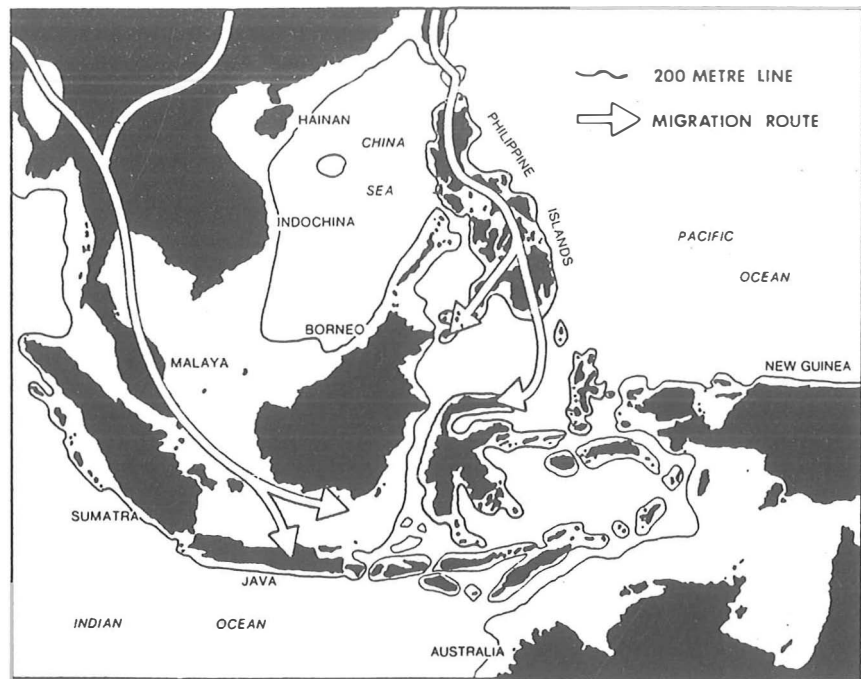 200 METRE LINE
MIGRATION ROUTE
HAINAN
CHINA
SEA
PHILIPPINE
ISLANDS
INDOCHINA
PACIFIC
OCEAN
BORNEO
MALAYA
NEW GUINEA
SUMATRA
JAVA
INDIAN
OCEAN
AUSTRALIA